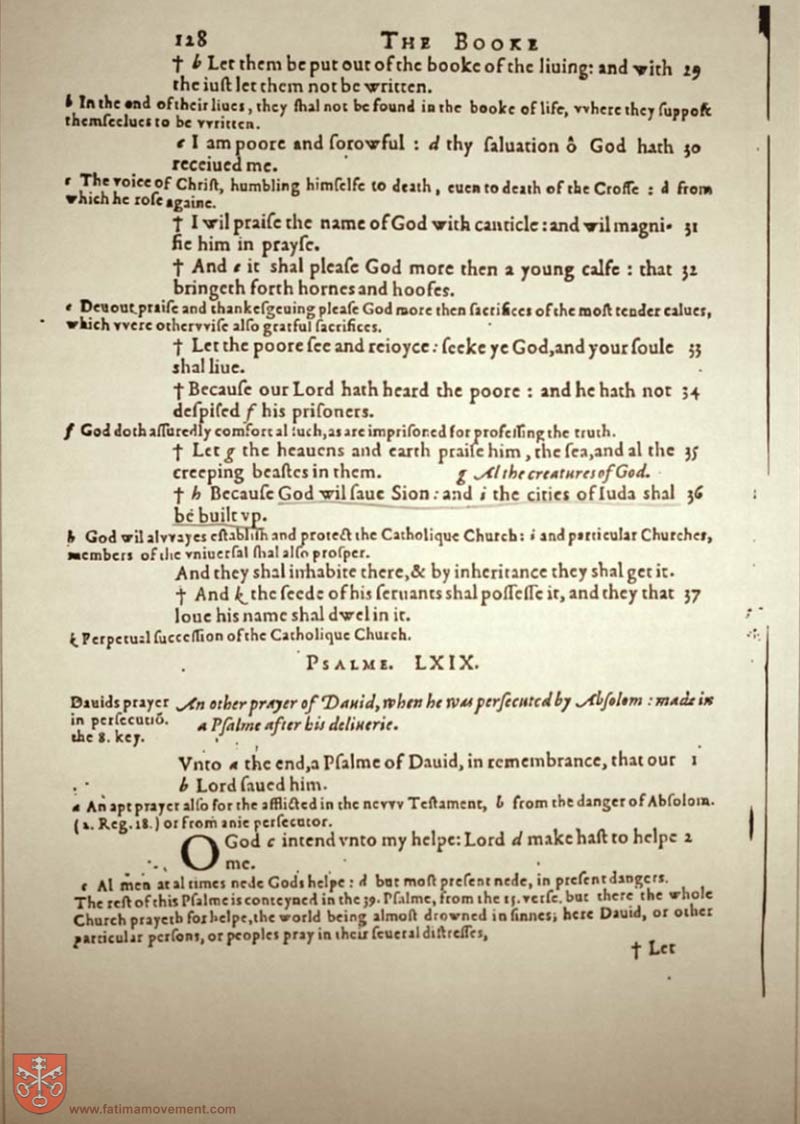 128 THE BOOKE
† b Let them be put out of the booke of the liuing: and with 29
the iuſt let them not be written.
b In the end of their liues, they ſhal not be found in the booke of life, vvhere they ſuppoſe
themſeelues to be vvritten.
c I am poore and ſorowful : d thy ſaluation ô God hath 30
receiued me.
c The voice of Chriſt, humbling himſelfe to death, euen to death of the Croſſe : d from
which he roſe againe.
† I wil praiſe the name of God with canticle: and wil magni- 31
fie him in prayſe.
† And e it shal pleaſe God more then a young calfe : that 32
bringeth forth hornes and hoofes.
e Deuout praiſe and thankeſgeuing pleaſe God more then ſacrifices of the moſt tender calues,
which vvere othervviſe alſo gratful ſacrifices.
† Let the poore ſee and reioyce: ſeeke ye God, and your ſoule 33
shal liue.
† Becauſe our Lord hath heard the poore : and he hath not 34
deſpiſed f his priſoners.
f God doth aſſuredly comfort al ſuch, as are impriſoned for profeſſing the truth.
† Let g the heauens and earth praiſe him, the ſea, and al the 35
creeping beaſtes in them. g Al the creatures of God.
† h Becauſe God wil ſaue Sion: and i the cities of Iuda shal 36
be built vp.
h God wil alvvayes eſtabliſh and protect the Catholique Church: i and particular Churches,
members of the vniuerſal ſhal alſo proſper.
And they shal inhabite there, & by inheritance they shal get it.
† And k the ſeede of his ſeruants shal poſſeſſe it, and they that 37
loue his name shal dwel in it.
k Perpetual ſucceſſion of the Catholique Church.
PSALME. LXIX.
Dauids prayer
in perſecutiō.
the 8. key.
An other prayer of Dauid, when he was perſecuted by Abſolom : made in
a Pſalme after his deliuerie.
Vnto a the end, a Pſalme of Dauid, in remembrance, that our 1
b Lord ſaued him.
a An apt prayer alſo for the afflicted in the nevvv Teſtament, b from the danger of Abſolom.
(2. Reg. 18.) or from anie perſecutor.
O God c intend vnto my helpe: Lord d make haſt to helpe 2
me.
c Al men at al times nede Gods helpe : d but moſt preſent nede, in preſent dangers.
The reſt of this Pſalme is conteyned in the 39. Pſalme, from the 15. verſe. but there the whole
Church prayeth for helpe, the world being almoſt drowned in ſinnes; here Dauid, or other
particular perſons, or peoples pray in their ſeueral diſtreſſes,
† Let
www.fatimamovement.com